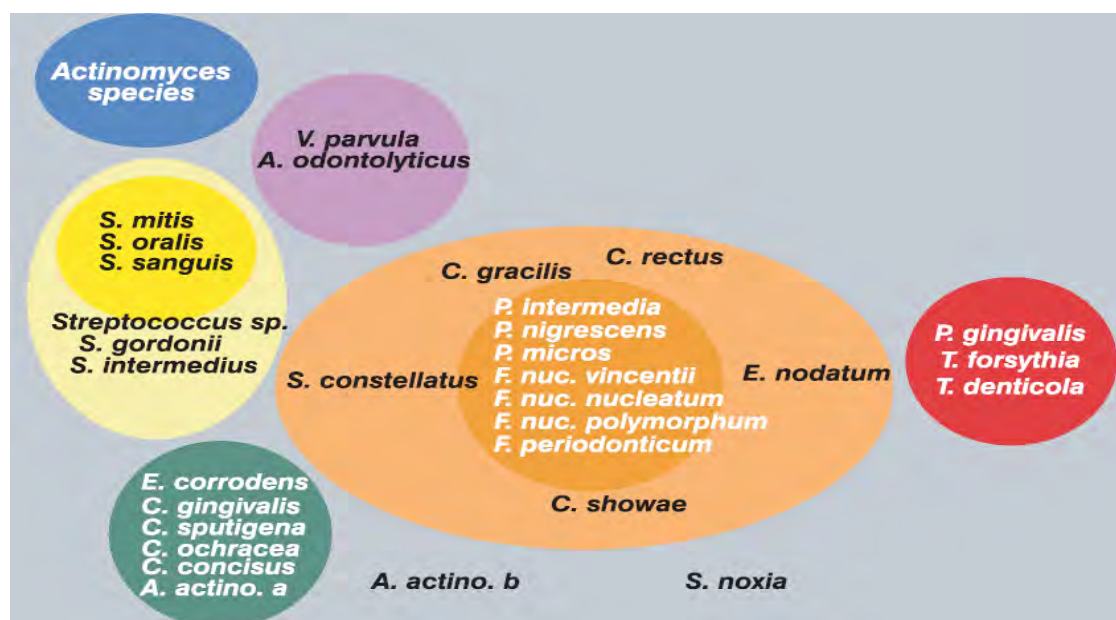 Actinomyces
species
V. parvula
A. odontolyticus
S. mitis
S. oralis
S. sanguis
Streptococcus sp.
S. gordonii
S. intermedius
E. corrodens
C. gingivalis
C. sputigena
C. ochracea
C. concisus
A. actino. a
C. gracilis
C. rectus
P. intermedia
P. nigrescens
P. micros
F. nuc. vincentii
F. nuc. nucleatum
F. nuc. polymorphum
F. periodonticum
S. constellatus
E. nodatum
C. showae
P. gingivalis
T. forsythia
T. denticola
A. actino. b
S. noxia